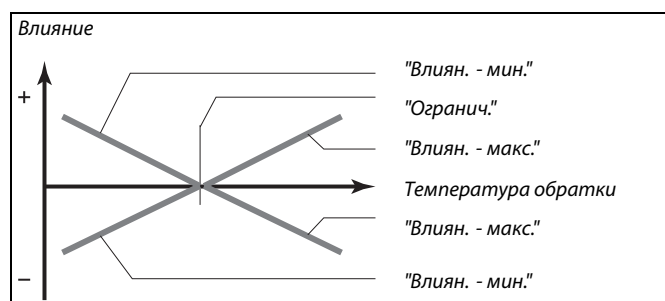 Влияние
+
"Влиян. - мин."
"Огранич."
"Влиян. - макс."
Температура обратки
"Влиян. - макс."
"Влиян. - мин."
–